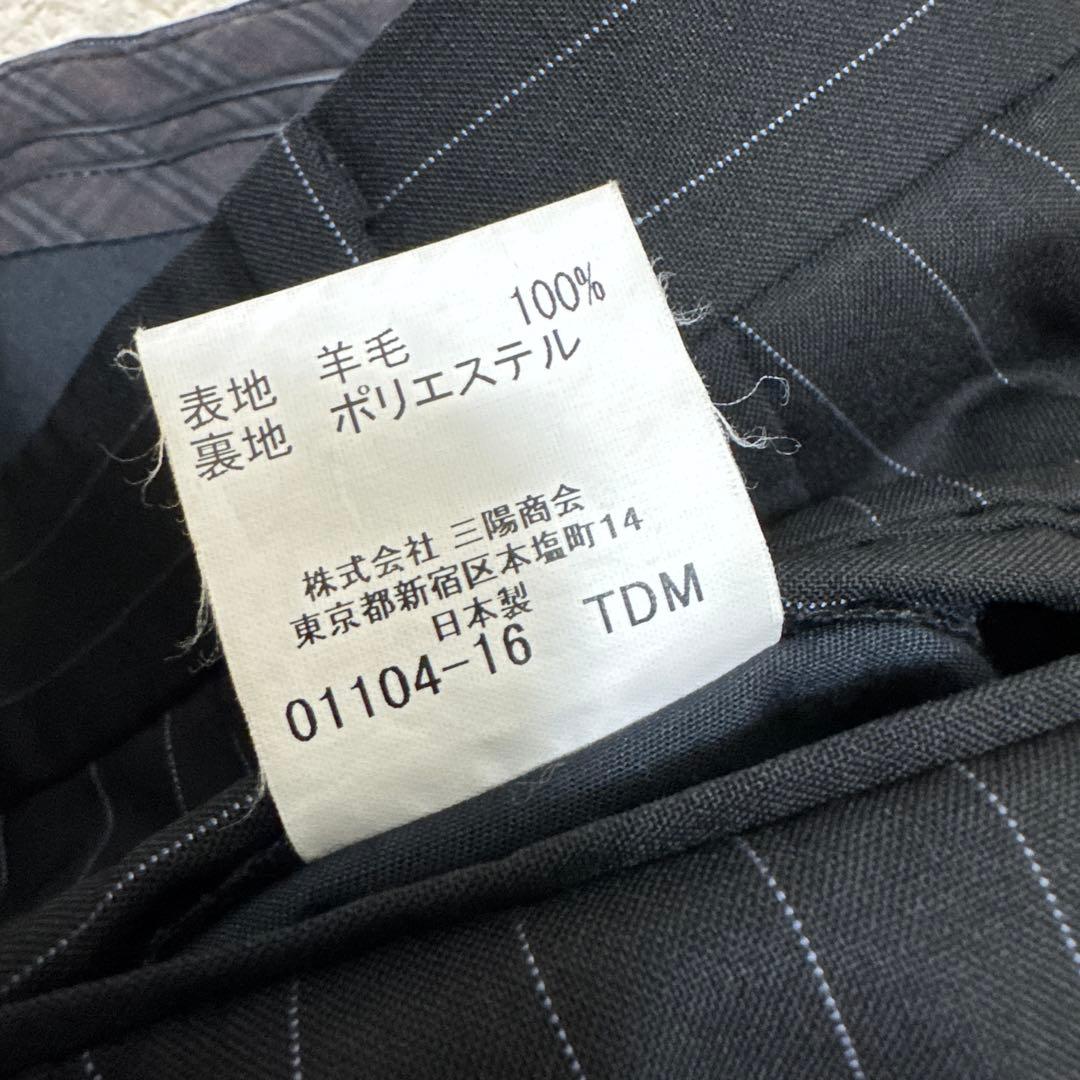 表地 羊毛 100%
裏地 ポリエステル
株式会社 三陽商会
東京都新宿区本塩町14
日本製 TDM
01104-16